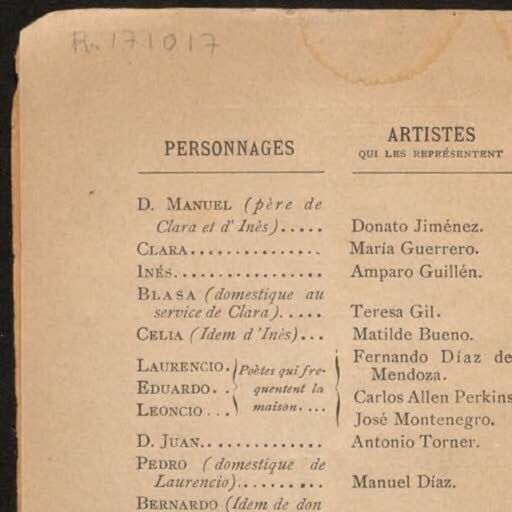 R. 171017
PERSONNAGES
ARTISTES
QUI LES REPRÉSENTENT
D. MANUEL (père de
Clara et d' Inès)..... Donato Jiménez.
CLARA................ María Guerrero.
INÉS................. Amparo Guillén.
BLASA (domestique au
service de Clara)..... Teresa Gil.
CELIA (Idem d'Inès)... Matilde Bueno.
LAURENCIO. Poètes qui fre- Fernando Díaz de
Mendoza.
EDUARDO. . quentent la Carlos Allen Perkins
LEONCIO ... maison. ... José Montenegro.
D. JUAN.............. Antonio Torner.
PEDRO (domestique de
Laurencio).......... Manuel Díaz.
BERNARDO (Idem de don